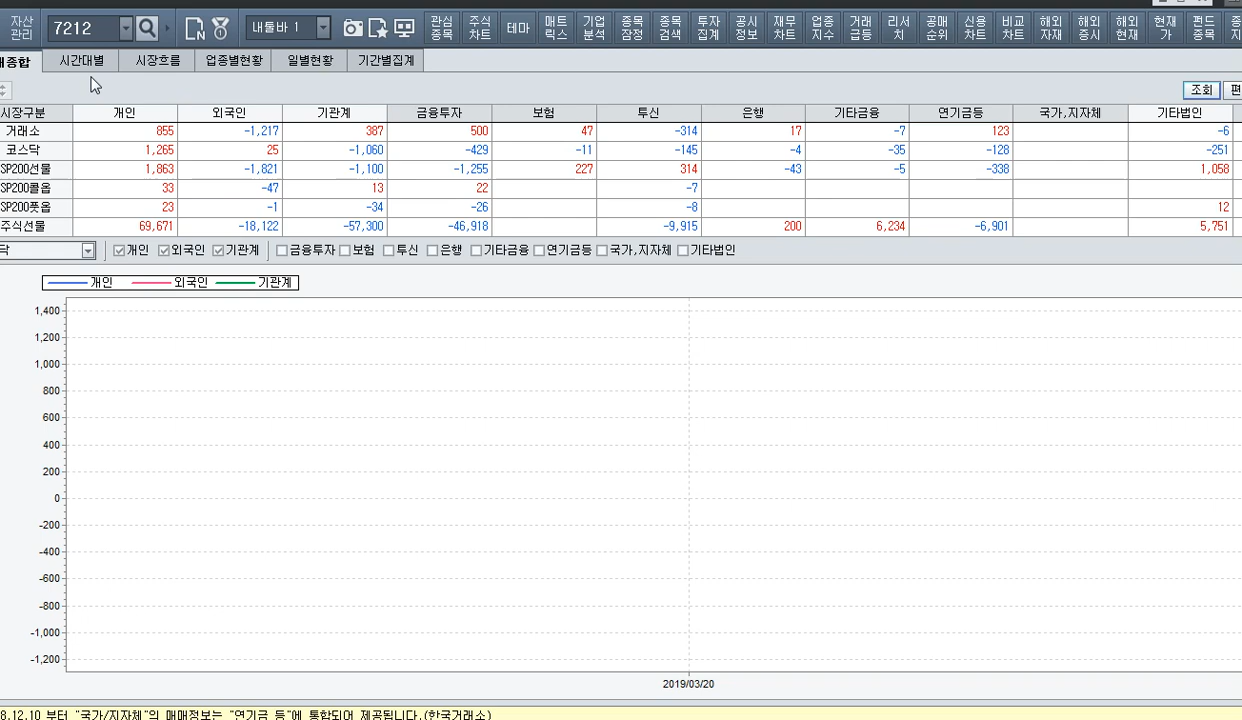 자산 관리 7212 내툴바 1 관심 종목 주식 차트 테마 매트 릭스 기업 분석 종목 잠정 종목 검색 투자 집계 공시 정보 재무 차트 업종 지수 거래 급등 리서 치 공매 순위 신용 차트 비교 차트 해외 자재 해외 증시 해외 현재 현재 가 펀드 종목
매종합 시간대별 시장흐름 업종별현황 일별현황 기간별집계
조회 편
시장구분 개인 외국인 기관계 금융투자 보험 투신 은행 기타금융 연기금등 국가,지자체 기타법인
거래소 855 -1,217 387 500 47 -314 17 -7 123 -6
코스닥 1,265 25 -1,060 -429 -11 -145 -4 -35 -128 -251
SP200선물 1,863 -1,821 -1,100 -1,255 227 314 -43 -5 -338 1,058
SP200콜옵 33 -47 13 22 -7
SP200풋옵 23 -1 -34 -26 -8 12
주식선물 69,671 -18,122 -57,300 -46,918 -9,915 200 6,234 -6,901 5,751
닥 개인 외국인 기관계 금융투자 보험 투신 은행 기타금융 연기금등 국가,지자체 기타법인
개인 외국인 기관계
1,400
1,200
1,000
800
600
400
200
0
-200
-400
-600
-800
-1,000
-1,200
2019/03/20
8.12.10 부터 "국가/지자체"의 매매정보는 "연기금 등"에 통합되어 제공됩니다.(한국거래소)